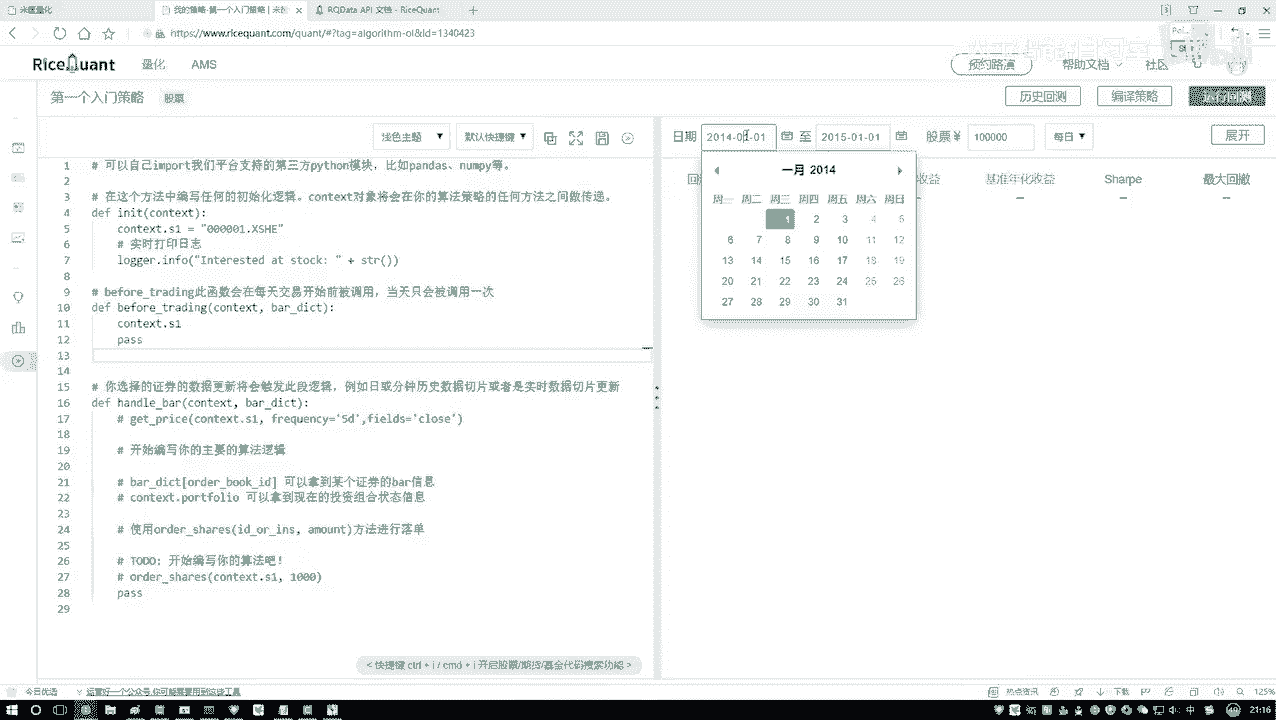 米匡量化
我的策略-第一个入门策略 | 米
RQData API 文档 - RiceQuant
https://www.ricequant.com/quant/#?tag=algorithm-ol&id=1340423
RiceQuant 量化 AMS 预约路演 帮助文档 社区
第一个入门策略 股票 历史回测 编译策略
浅色主题 默认快捷键 日期 2014-01-01 至 2015-01-01 股票 ¥ 100000 每日 展开
收益 基准年化收益 Sharpe 最大回撤
一月 2014
周一 周二 周三 周四 周五 周六 周日
1 2 3 4 5
6 7 8 9 10 11 12
13 14 15 16 17 18 19
20 21 22 23 24 25 26
27 28 29 30 31
1 # 可以自己import我们平台支持的第三方python模块，比如pandas、numpy等。
2
3 # 在这个方法中编写任何的初始化逻辑。context对象将会在你的算法策略的任何方法之间做传递。
4 def init(context):
5 context.s1 = "000001.XSHE"
6 # 实时打印日志
7 logger.info("Interested at stock: " + str())
8
9 # before_trading此函数会在每天交易开始前被调用，当天只会被调用一次
10 def before_trading(context, bar_dict):
11 context.s1
12 pass
13
14
15 # 你选择的证券的数据更新将会触发此段逻辑，例如日或分钟历史数据切片或者是实时数据切片更新
16 def handle_bar(context, bar_dict):
17 # get_price(context.s1, frequency='5d',fields='close')
18
19 # 开始编写你的主要的算法逻辑
20
21 # bar_dict[order_book_id] 可以拿到某个证券的bar信息
22 # context.portfolio 可以拿到现在的投资组合状态信息
23
24 # 使用order_shares(id_or_ins, amount)方法进行落单
25
26 # TODO: 开始编写你的算法吧！
27 # order_shares(context.s1, 1000)
28 pass
29
< 快捷键 ctrl + i / cmd + i 开启股票/期货/基金代码搜索功能 >
今日优选 热点资讯 下载 125%
21:16